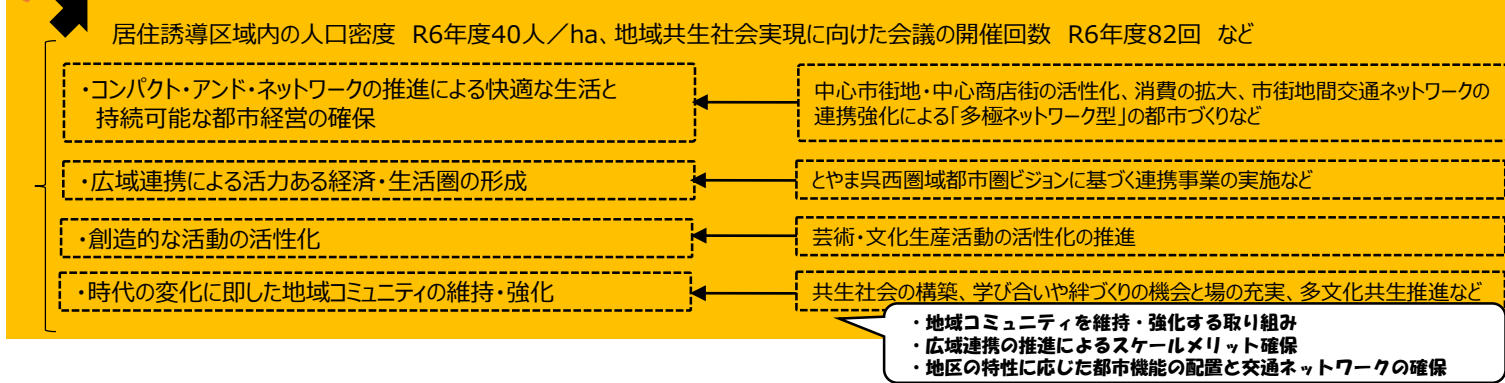 居住誘導区域内の人口密度 R6年度40人／ha、地域共生社会実現に向けた会議の開催回数 R6年度82回 など
・コンパクト・アンド・ネットワークの推進による快適な生活と
持続可能な都市経営の確保
中心市街地・中心商店街の活性化、消費の拡大、市街地間交通ネットワークの
連携強化による「多極ネットワーク型」の都市づくりなど
・広域連携による活力ある経済・生活圏の形成
とやま呉西圏域都市圏ビジョンに基づく連携事業の実施など
・創造的な活動の活性化
芸術・文化生産活動の活性化の推進
・時代の変化に即した地域コミュニティの維持・強化
共生社会の構築、学び合いや絆づくりの機会と場の充実、多文化共生推進など
・地域コミュニティを維持・強化する取り組み
・広域連携の推進によるスケールメリット確保
・地区の特性に応じた都市機能の配置と交通ネットワークの確保